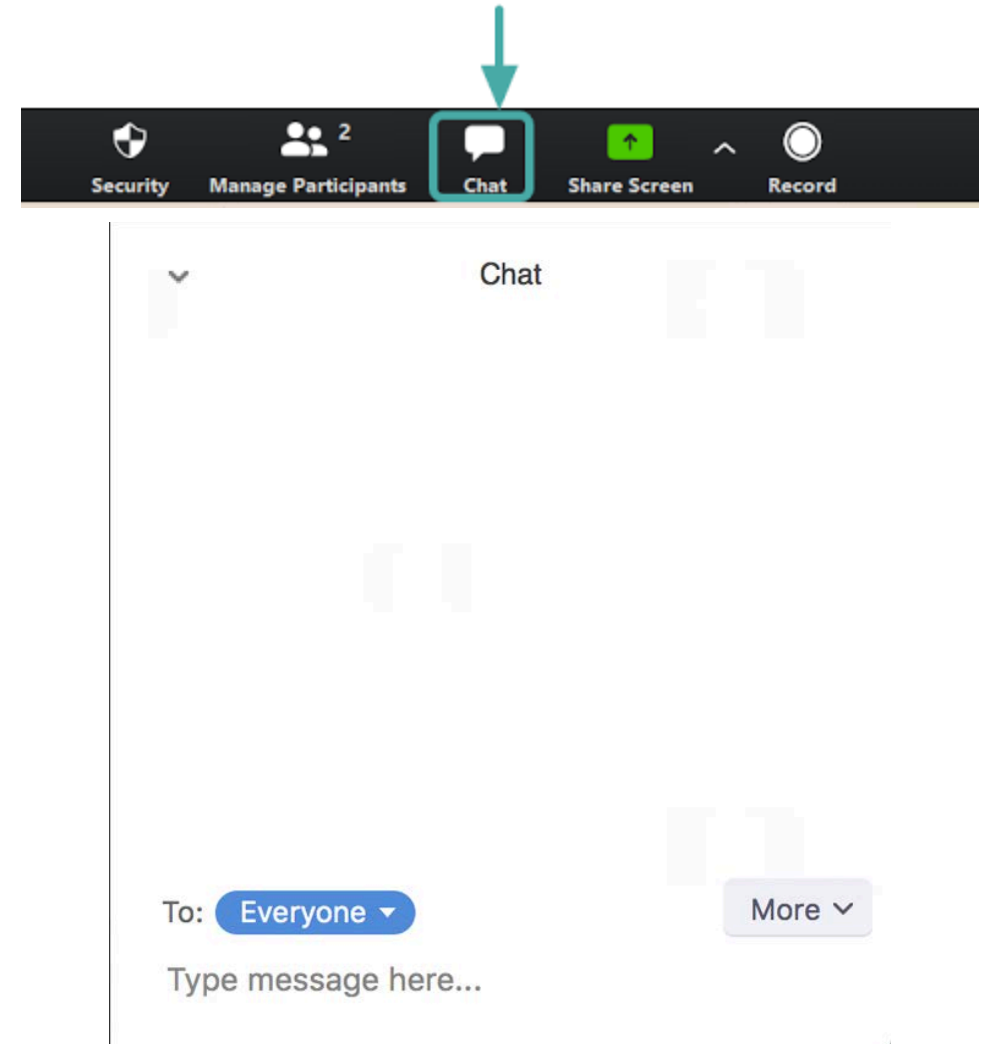 2
Security Manage Participants Chat Share Screen Record
Chat
To: Everyone More
Type message here...